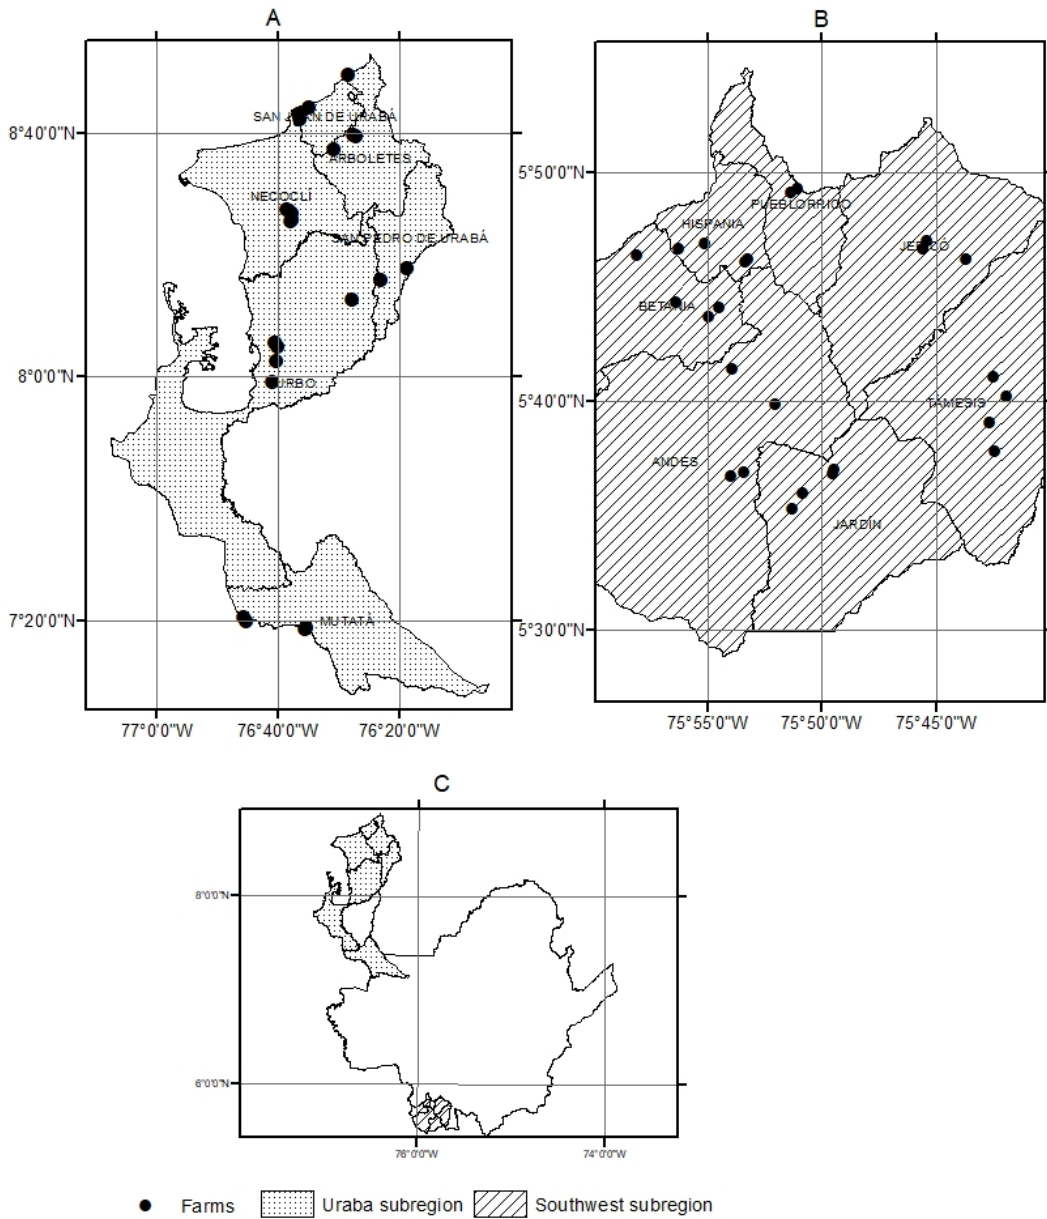 A
B
SAN JUAN DE URABÁ
8°40'0"N
ARBOLETES
5°50'0"N
NECOCLÍ
PUEBLORRICO
HISPANIA
SAN PEDRO DE URABÁ
JERICÓ
BETANIA
8°0'0"N
TURBO
5°40'0"N
TÁMESIS
ANDES
JARDÍN
7°20'0"N
MUTATÁ
5°30'0"N
77°0'0"W 76°40'0"W 76°20'0"W
75°55'0"W 75°50'0"W 75°45'0"W
C
8°0'0"N
6°0'0"N
76°0'0"W 74°0'0"W
Farms Uraba subregion Southwest subregion